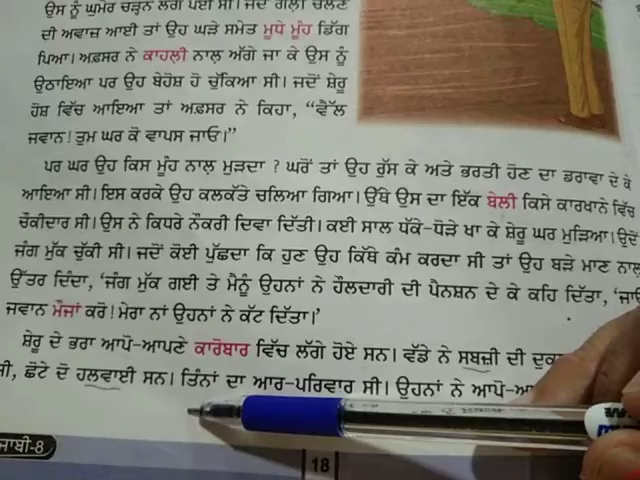 ਉਸ ਨੂੰ ਘੁਮੇਰ ਚੜ੍ਹਨ ਲੱਗ ਪਈ ਸੀ। ਜਦੋਂ ਗੋਲੀ ਚੱਲਣ
ਦੀ ਅਵਾਜ਼ ਆਈ ਤਾਂ ਉਹ ਘੜੇ ਸਮੇਤ ਮੂਧੇ ਮੂੰਹ ਡਿੱਗ
ਪਿਆ। ਅਫ਼ਸਰ ਨੇ ਕਾਹਲੀ ਨਾਲ਼ ਅੱਗੇ ਜਾ ਕੇ ਉਸ ਨੂੰ
ਉਠਾਇਆ ਪਰ ਉਹ ਬੇਹੋਸ਼ ਹੋ ਚੁੱਕਿਆ ਸੀ। ਜਦੋਂ ਸ਼ੇਰੂ
ਹੋਸ਼ ਵਿੱਚ ਆਇਆ ਤਾਂ ਅਫ਼ਸਰ ਨੇ ਕਿਹਾ, “ਵੈੱਲ
ਜਵਾਨ! ਤੁਮ ਘਰ ਕੋ ਵਾਪਸ ਜਾਓ।”
ਪਰ ਘਰ ਉਹ ਕਿਸ ਮੂੰਹ ਨਾਲ਼ ਮੁੜਦਾ ? ਘਰੋਂ ਤਾਂ ਉਹ ਰੁੱਸ ਕੇ ਅਤੇ ਭਰਤੀ ਹੋਣ ਦਾ ਡਰਾਵਾ ਦੇ ਕੇ
ਆਇਆ ਸੀ। ਇਸ ਕਰਕੇ ਉਹ ਕਲਕੱਤੇ ਚਲਿਆ ਗਿਆ। ਉੱਥੇ ਉਸ ਦਾ ਇੱਕ ਬੇਲੀ ਕਿਸੇ ਕਾਰਖਾਨੇ ਵਿੱਚ
ਚੌਕੀਦਾਰ ਸੀ। ਉਸ ਨੇ ਕਿਧਰੇ ਨੌਕਰੀ ਦਿਵਾ ਦਿੱਤੀ। ਕਈ ਸਾਲ ਧੱਕੇ-ਧੋੜੇ ਖਾ ਕੇ ਸ਼ੇਰੂ ਘਰ ਮੁੜਿਆ। ਉਦੋਂ
ਜੰਗ ਮੁੱਕ ਚੁੱਕੀ ਸੀ। ਜਦੋਂ ਕੋਈ ਪੁੱਛਦਾ ਕਿ ਹੁਣ ਉਹ ਕਿੱਥੇ ਕੰਮ ਕਰਦਾ ਸੀ ਤਾਂ ਉਹ ਬੜੇ ਮਾਣ ਨਾਲ਼
ਉੱਤਰ ਦਿੰਦਾ, ‘ਜੰਗ ਮੁੱਕ ਗਈ ਤੇ ਮੈਨੂੰ ਉਹਨਾਂ ਨੇ ਹੌਲਦਾਰੀ ਦੀ ਪੈਨਸ਼ਨ ਦੇ ਕੇ ਕਹਿ ਦਿੱਤਾ, ‘ਜਾਓ
ਜਵਾਨ ਮੌਜਾਂ ਕਰੋ! ਮੇਰਾ ਨਾਂ ਉਹਨਾਂ ਨੇ ਕੱਟ ਦਿੱਤਾ।’
ਸ਼ੇਰੂ ਦੇ ਭਰਾ ਆਪੋ-ਆਪਣੇ ਕਾਰੋਬਾਰ ਵਿੱਚ ਲੱਗੇ ਹੋਏ ਸਨ। ਵੱਡੇ ਨੇ ਸਬਜ਼ੀ ਦੀ
ਸੀ, ਛੋਟੇ ਦੋ ਹਲਵਾਈ ਸਨ। ਤਿੰਨਾਂ ਦਾ ਆਰ-ਪਰਿਵਾਰ ਸੀ। ਉਹਨਾਂ ਨੇ
ਜਾਬੀ-8
18